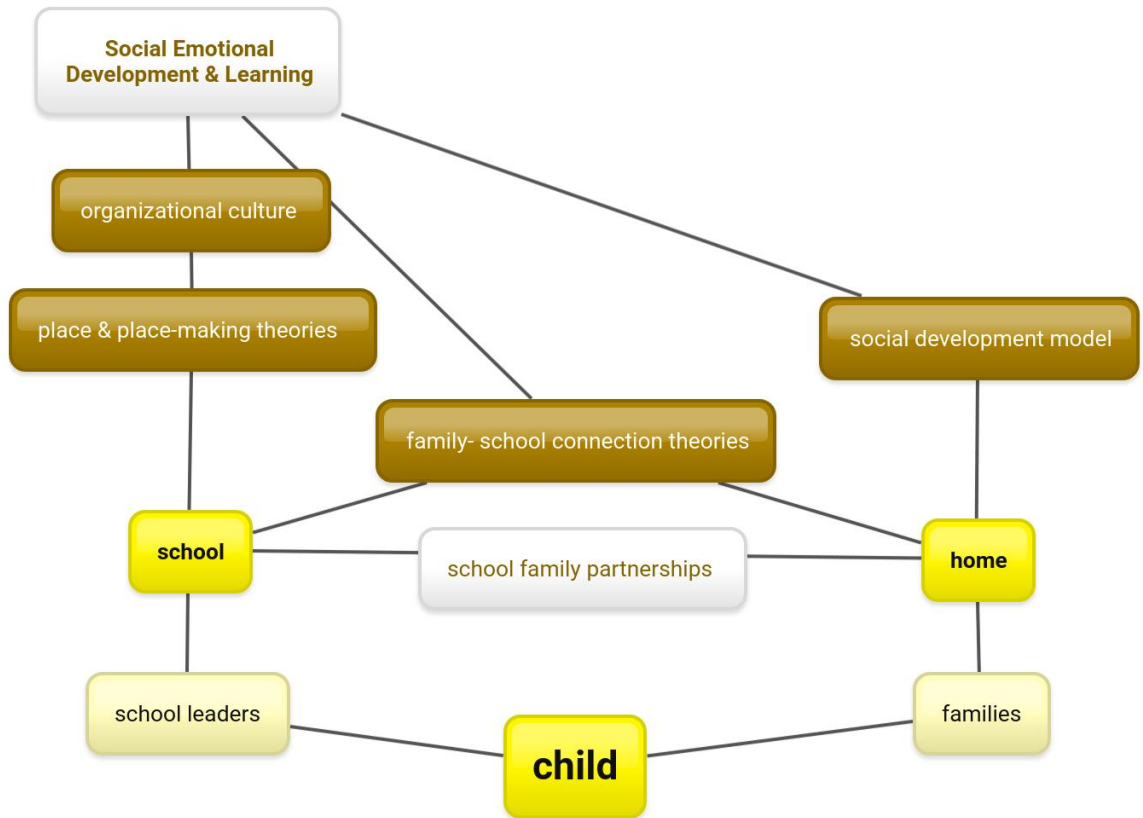 Social Emotional
Development & Learning
organizational culture
place & place-making theories
social development model
family- school connection theories
school
school family partnerships
home
school leaders
families
child